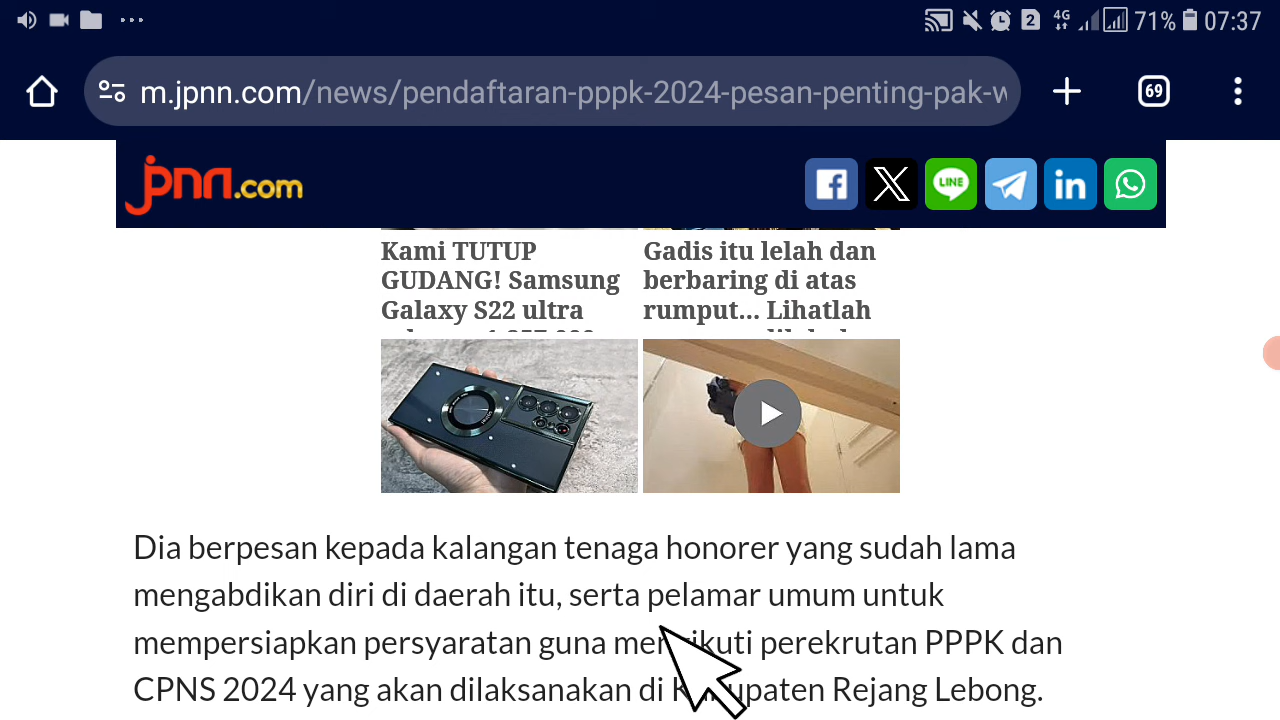 71% 07:37
4G
2
m.jpnn.com/news/pendaftaran-pppk-2024-pesan-penting-pak-w
69
jpnn.com
LINE
Kami TUTUP
GUDANG! Samsung
Galaxy S22 ultra
Gadis itu lelah dan
berbaring di atas
rumput... Lihatlah
Dia berpesan kepada kalangan tenaga honorer yang sudah lama
mengabdikan diri di daerah itu, serta pelamar umum untuk
mempersiapkan persyaratan guna mengikuti perekrutan PPPK dan
CPNS 2024 yang akan dilaksanakan di Kabupaten Rejang Lebong.